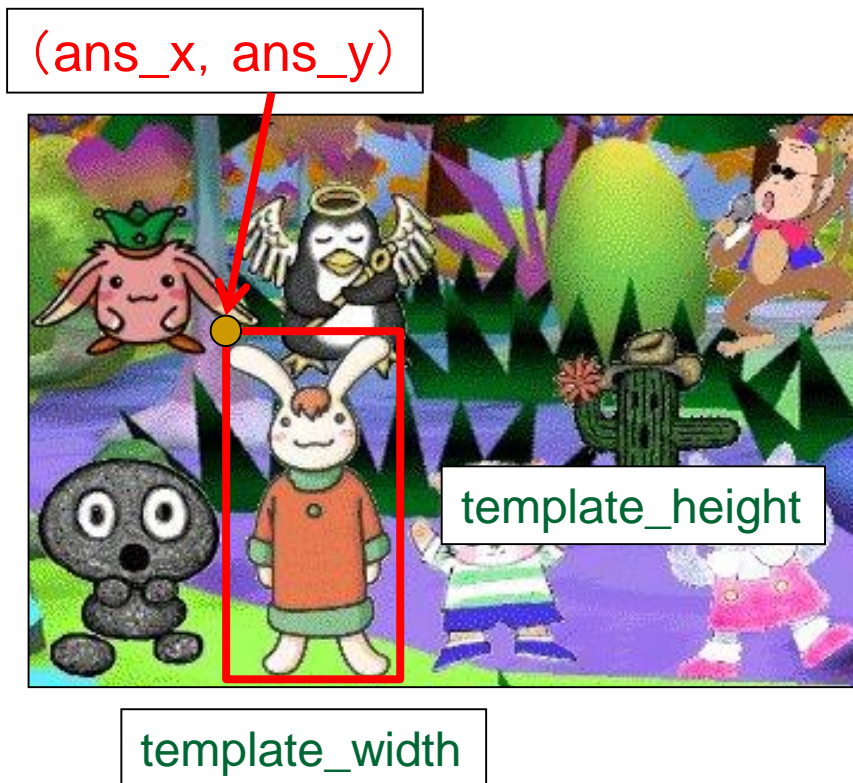 （ans_x, ans_y）
template_height
template_width